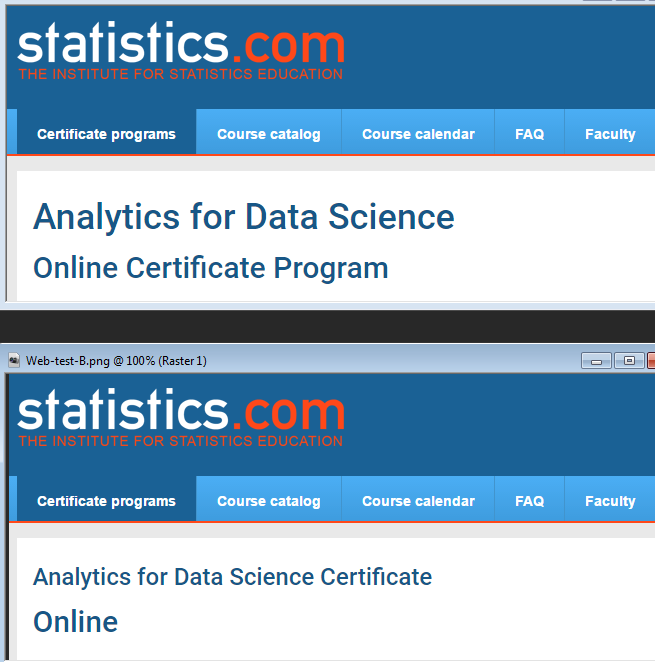 statistics.com
THE INSTITUTE FOR STATISTICS EDUCATION
Certificate programs Course catalog Course calendar FAQ Faculty
Analytics for Data Science
Online Certificate Program
Web-test-B.png @ 100% (Raster 1)
statistics.com
THE INSTITUTE FOR STATISTICS EDUCATION
Certificate programs Course catalog Course calendar FAQ Faculty
Analytics for Data Science Certificate
Online